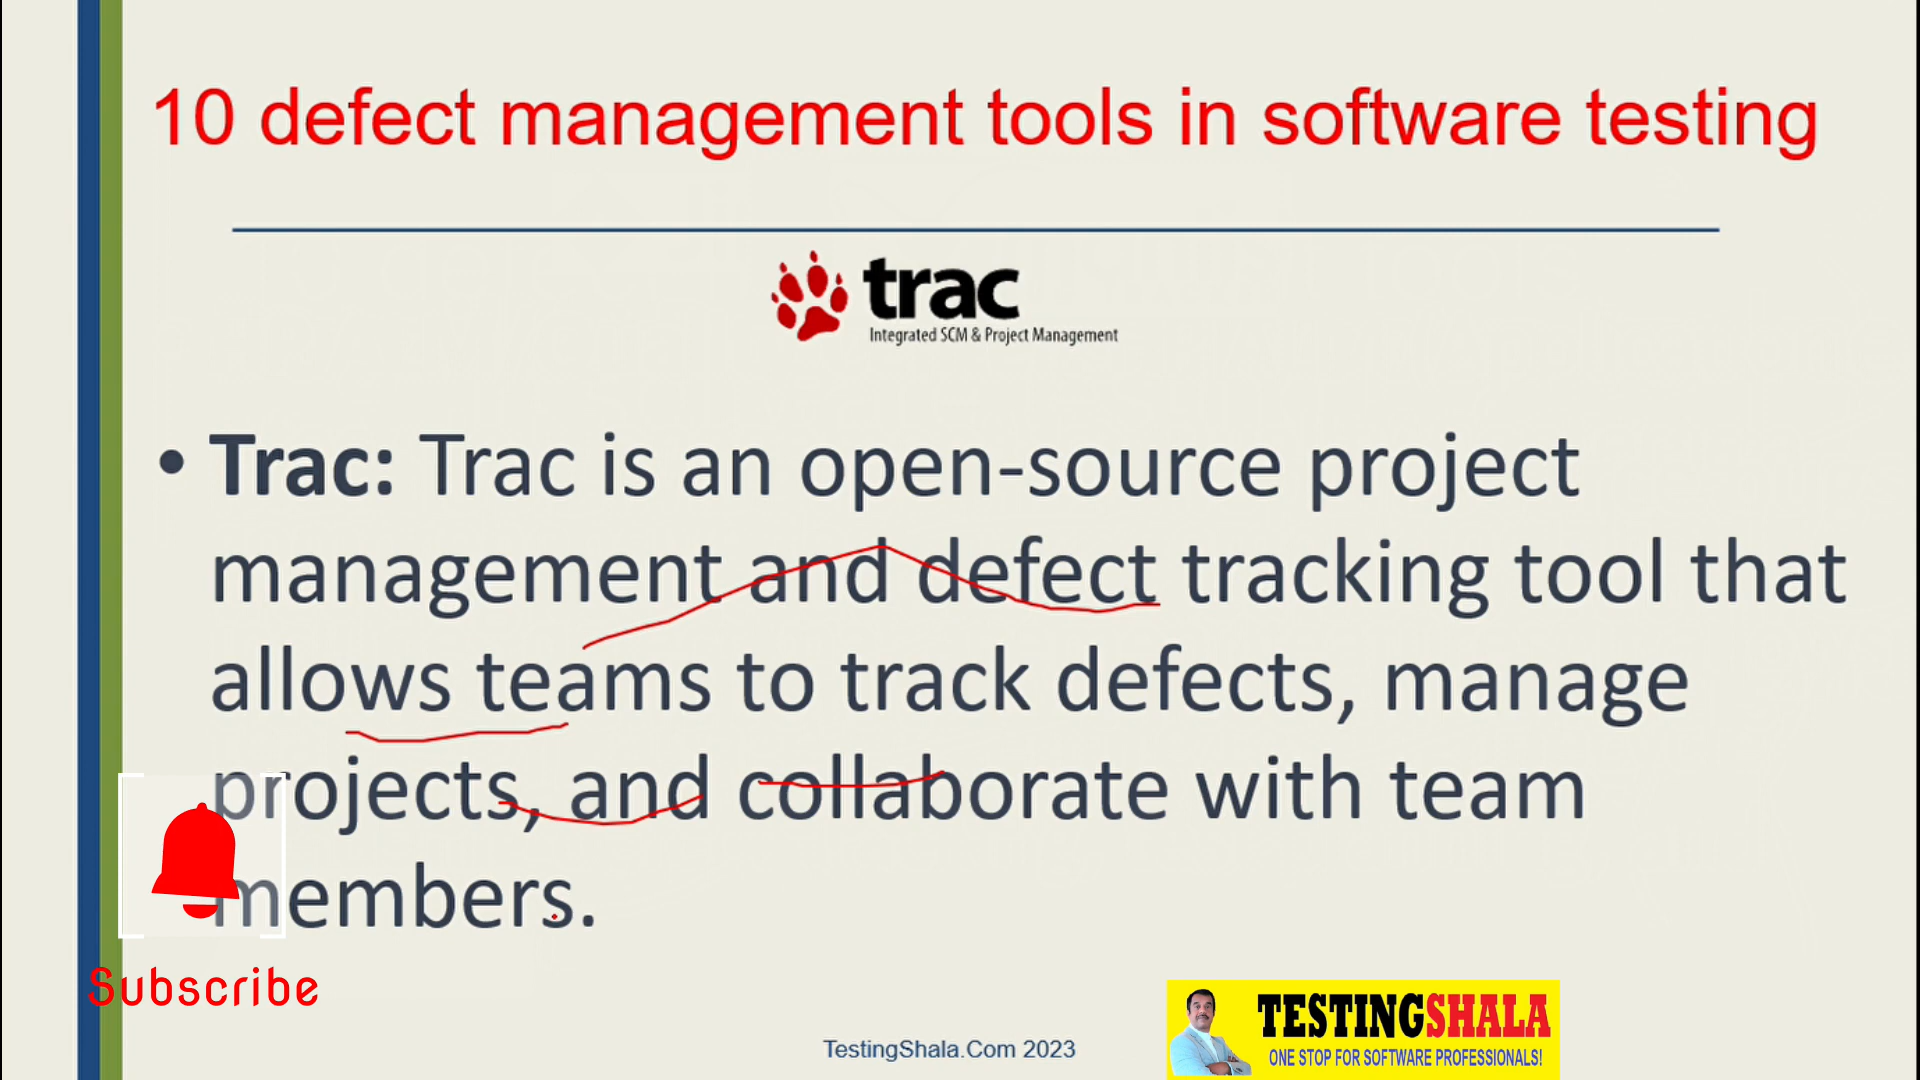 10 defect management tools in software testing
trac
Integrated SCM & Project Management
• Trac: Trac is an open-source project
management and defect tracking tool that
allows teams to track defects, manage
projects, and collaborate with team
members.
Subscribe
TestingShala.Com 2023
TESTINGSHALA
ONE STOP FOR SOFTWARE PROFESSIONALS!